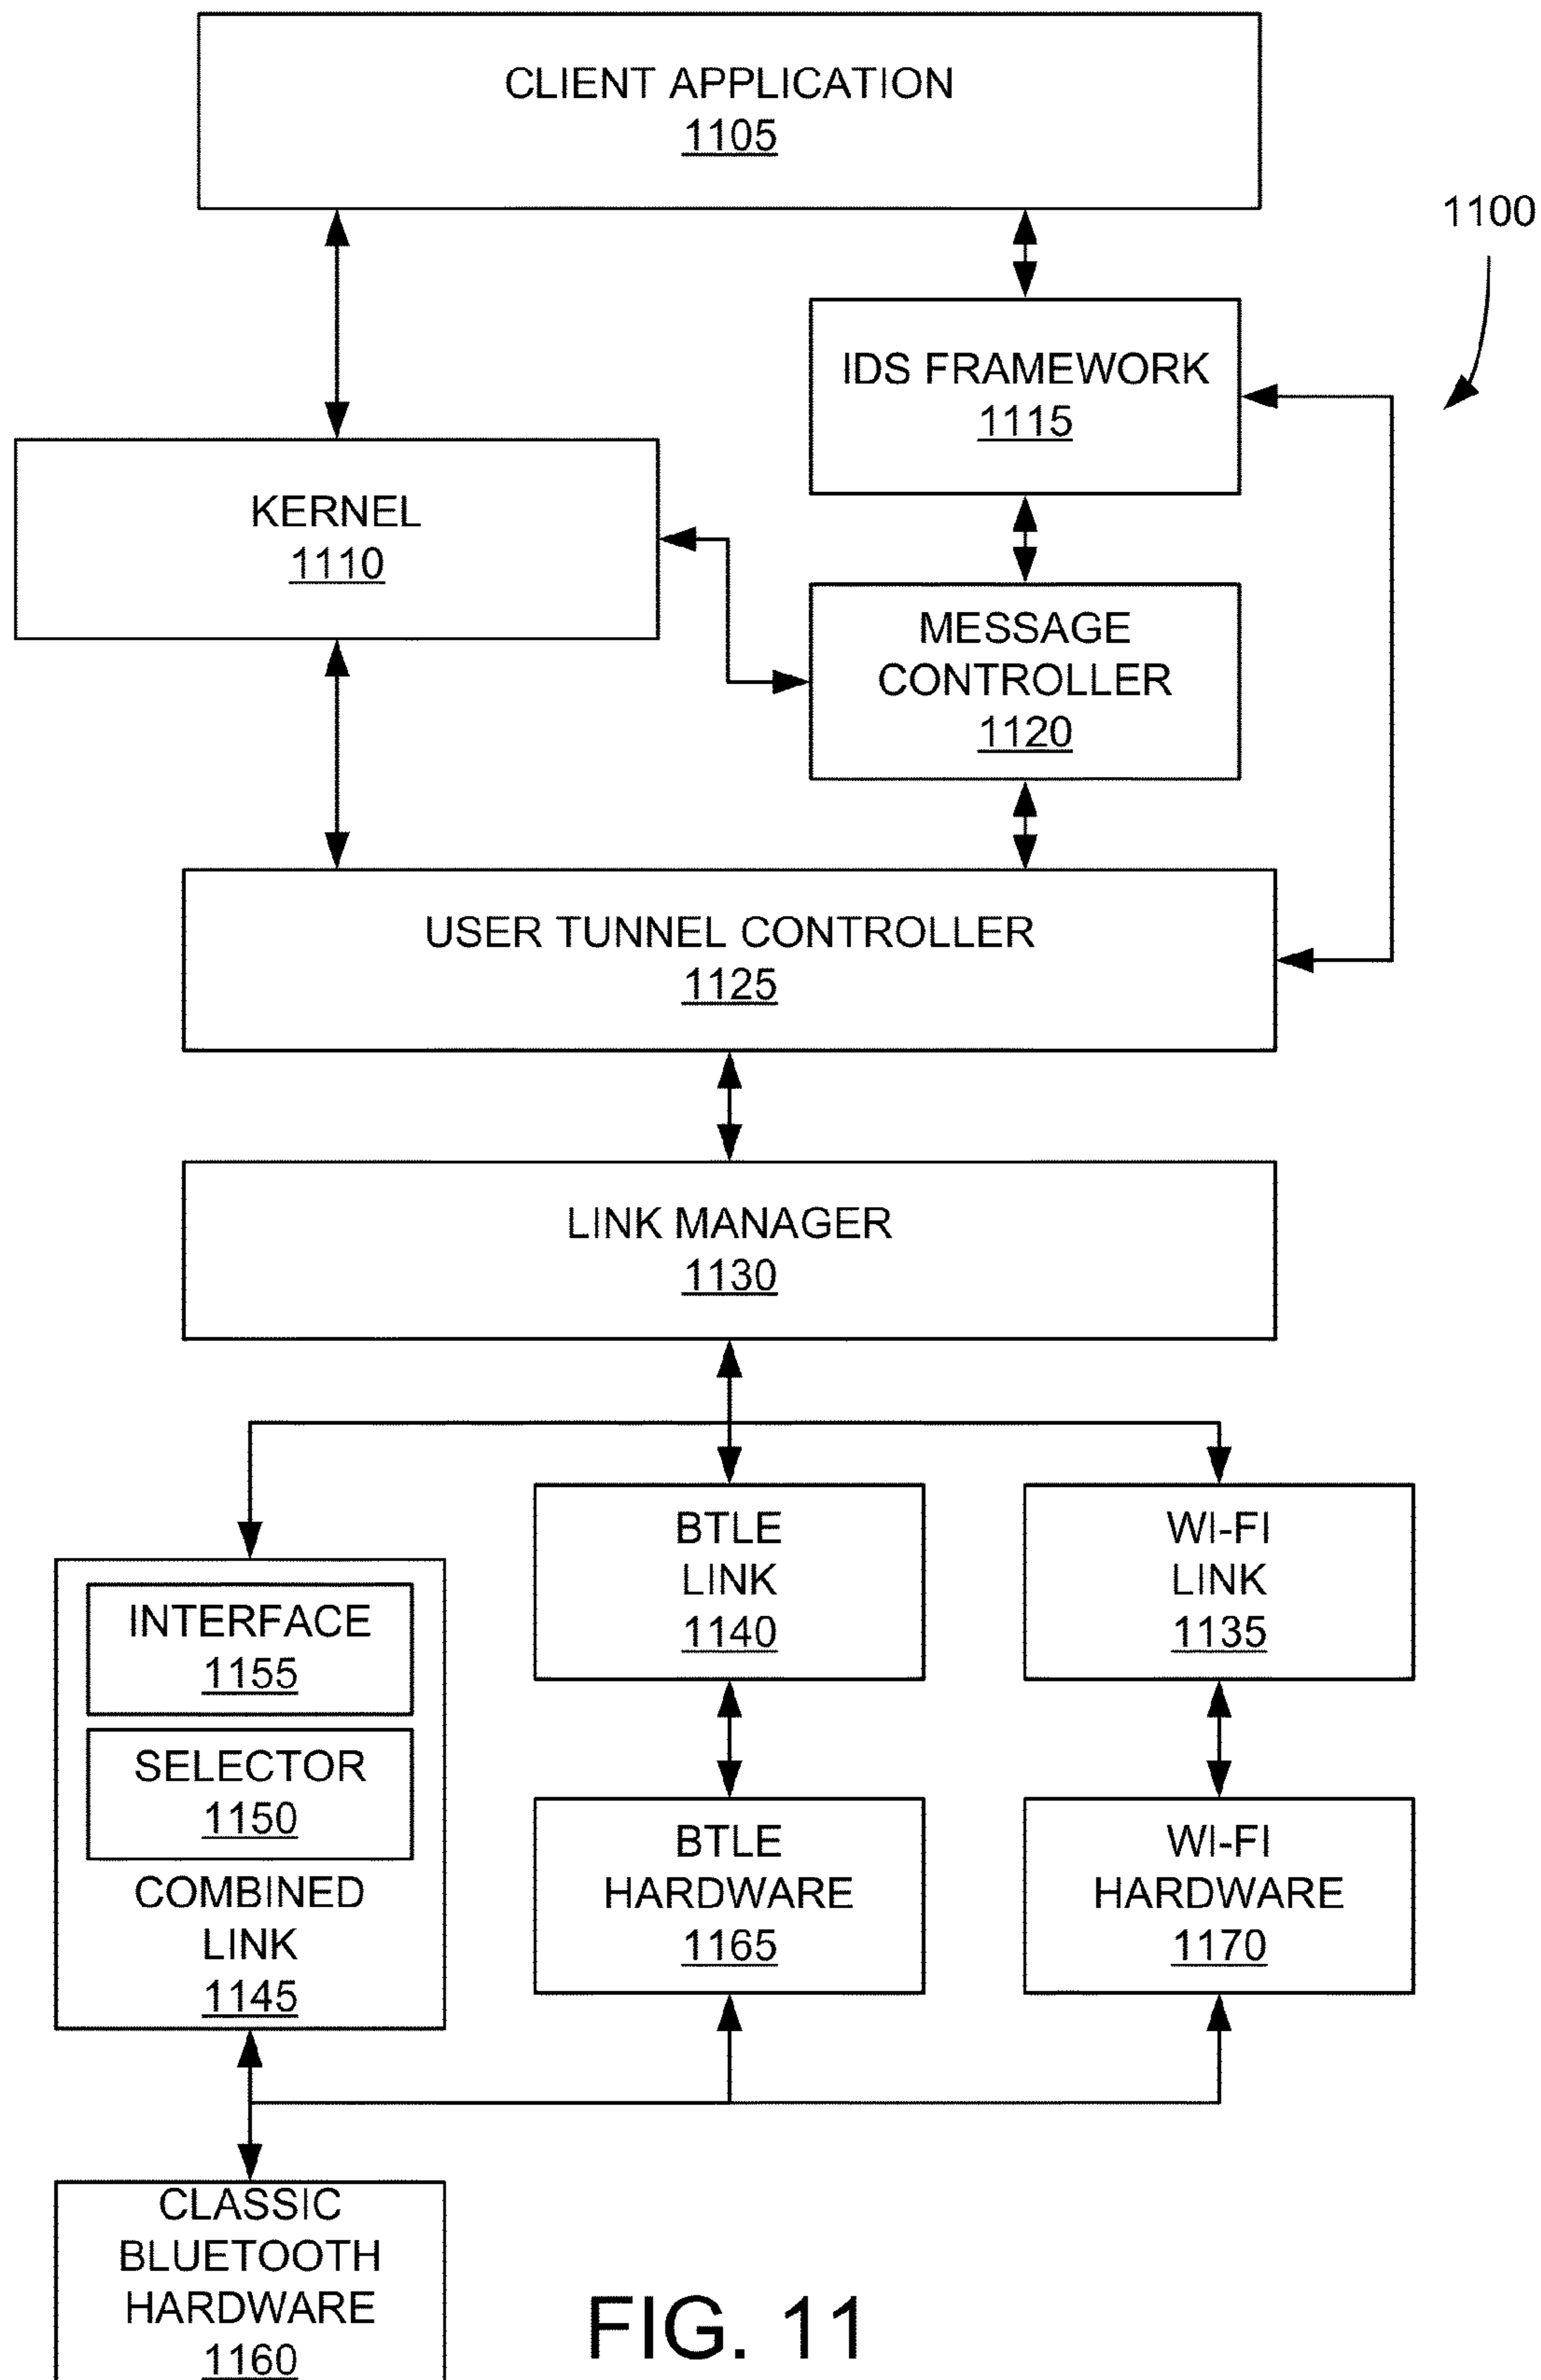 CLIENT APPLICATION
1105
1100
IDS FRAMEWORK
1115
KERNEL
1110
MESSAGE
CONTROLLER
1120
USER TUNNEL CONTROLLER
1125
LINK MANAGER
1130
INTERFACE
1155
SELECTOR
1150
COMBINED
LINK
1145
BTLE
LINK
1140
WI-FI
LINK
1135
BTLE
HARDWARE
1165
WI-FI
HARDWARE
1170
CLASSIC
BLUETOOTH
HARDWARE
1160
FIG. 11